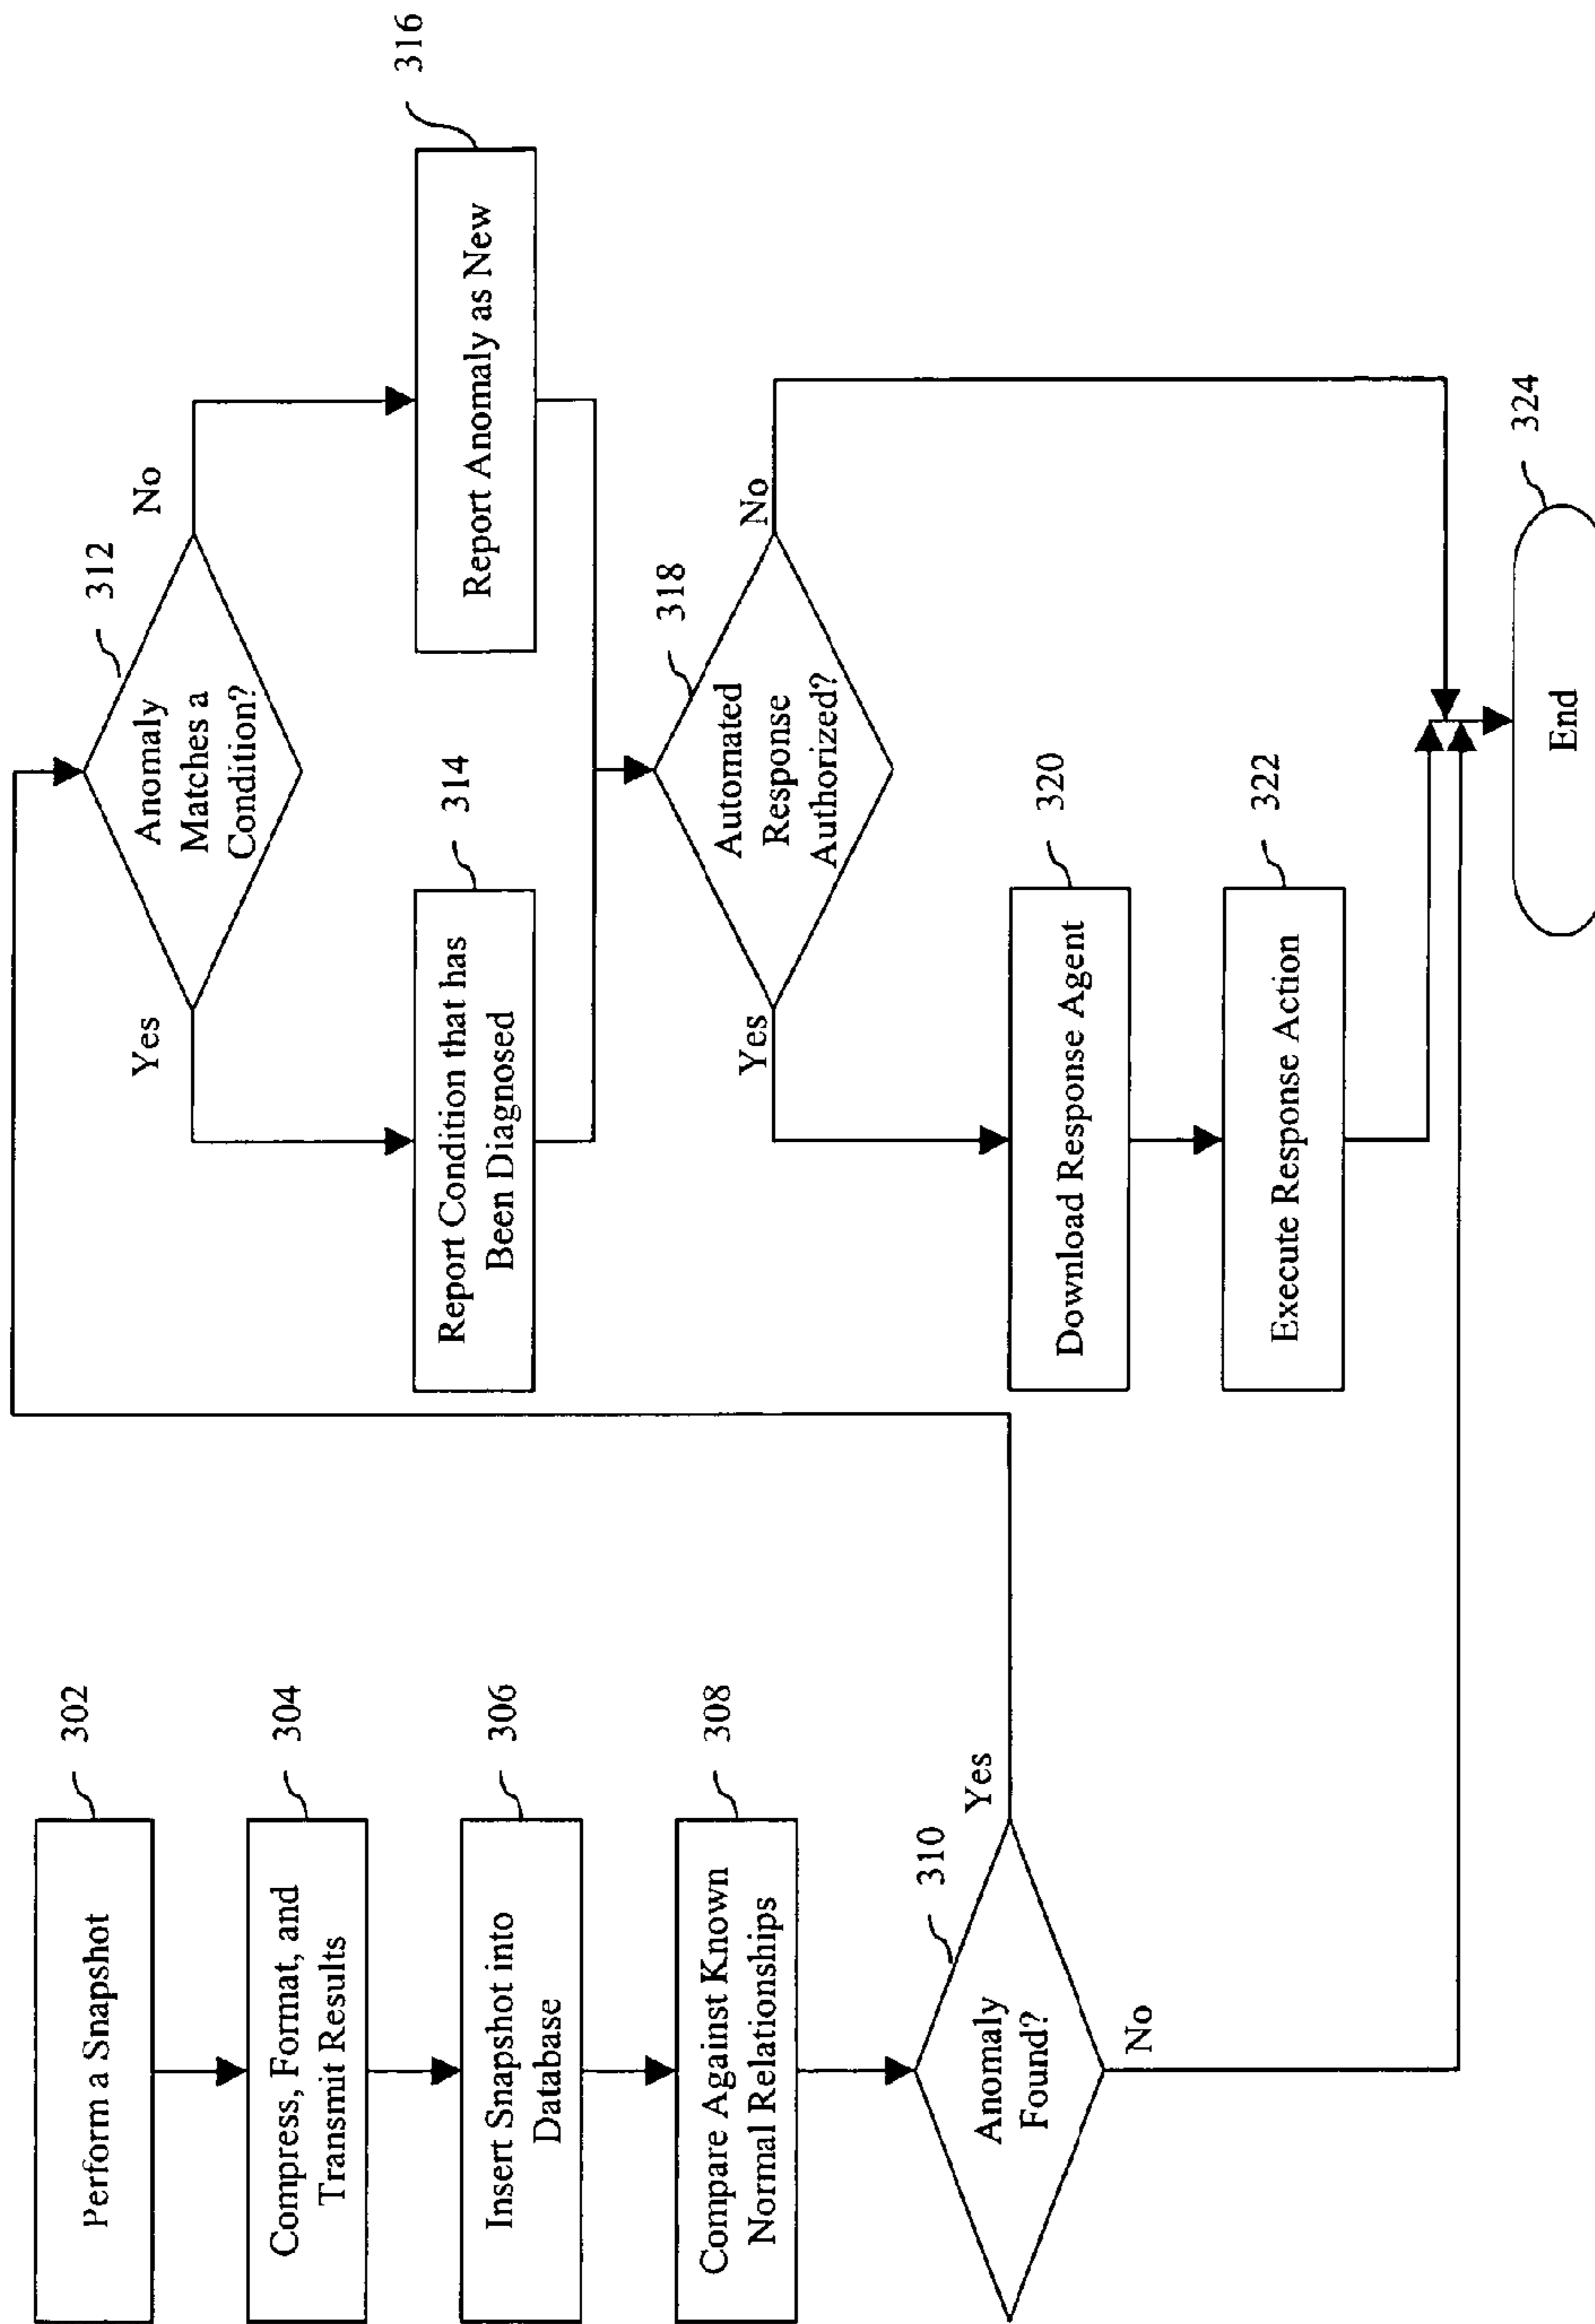 Perform a Snapshot
302
Compress, Format, and
Transmit Results
304
Insert Snapshot into
Database
306
Compare Against Known
Normal Relationships
308
Anomaly
Found?
310
Yes
No
Anomaly
Matches a
Condition?
312
Yes
No
Report Condition that has
Been Diagnosed
314
Report Anomaly as New
316
Automated
Response
Authorized?
318
Yes
No
Download Response Agent
320
Execute Response Action
322
End
324